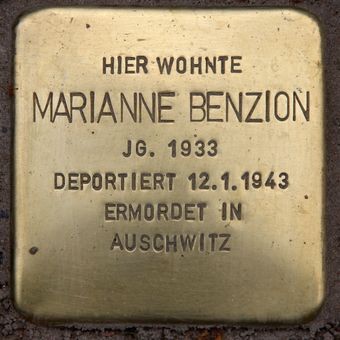 HIER WOHNTE
MARIANNE BENZION
JG. 1933
DEPORTIERT 12.1.1943
ERMORDET IN
AUSCHWITZ